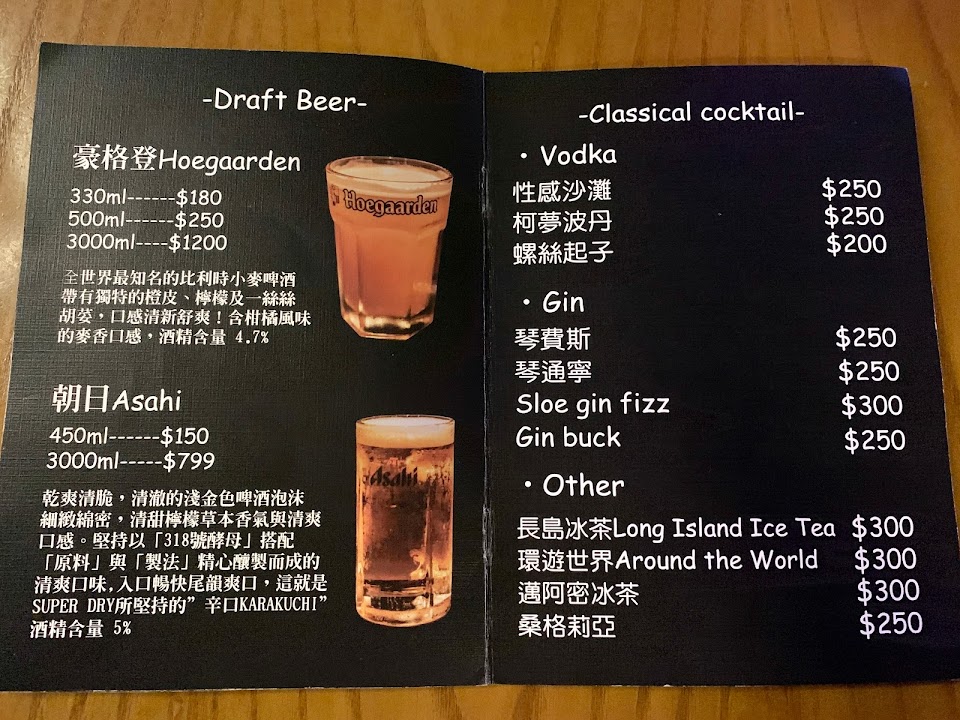 -Draft Beer-
豪格登Hoegaarden
330ml------$180
500ml------$250
3000ml----$1200
全世界最知名的比利時小麥啤酒
帶有獨特的橙皮、檸檬及一絲絲
胡荽，口感清新舒爽！含柑橘風味
的麥香口感，酒精含量 4.7%
Hoegaarden
朝日Asahi
450ml------$150
3000ml-----$799
乾爽清脆，清澈的淺金色啤酒泡沫
細緻綿密，清甜檸檬草本香氣與清爽
口感。堅持以「318號酵母」搭配
「原料」與「製法」精心釀製而成的
清爽口味,入口暢快尾韻爽口，這就是
SUPER DRY所堅持的”辛口KARAKUCHI”
酒精含量 5%
Asahi
-Classical cocktail-
・Vodka
性感沙灘 $250
柯夢波丹 $250
螺絲起子 $200
・Gin
琴費斯 $250
琴通寧 $250
Sloe gin fizz $300
Gin buck $250
・Other
長島冰茶Long Island Ice Tea $300
環遊世界Around the World $300
邁阿密冰茶 $300
桑格莉亞 $250